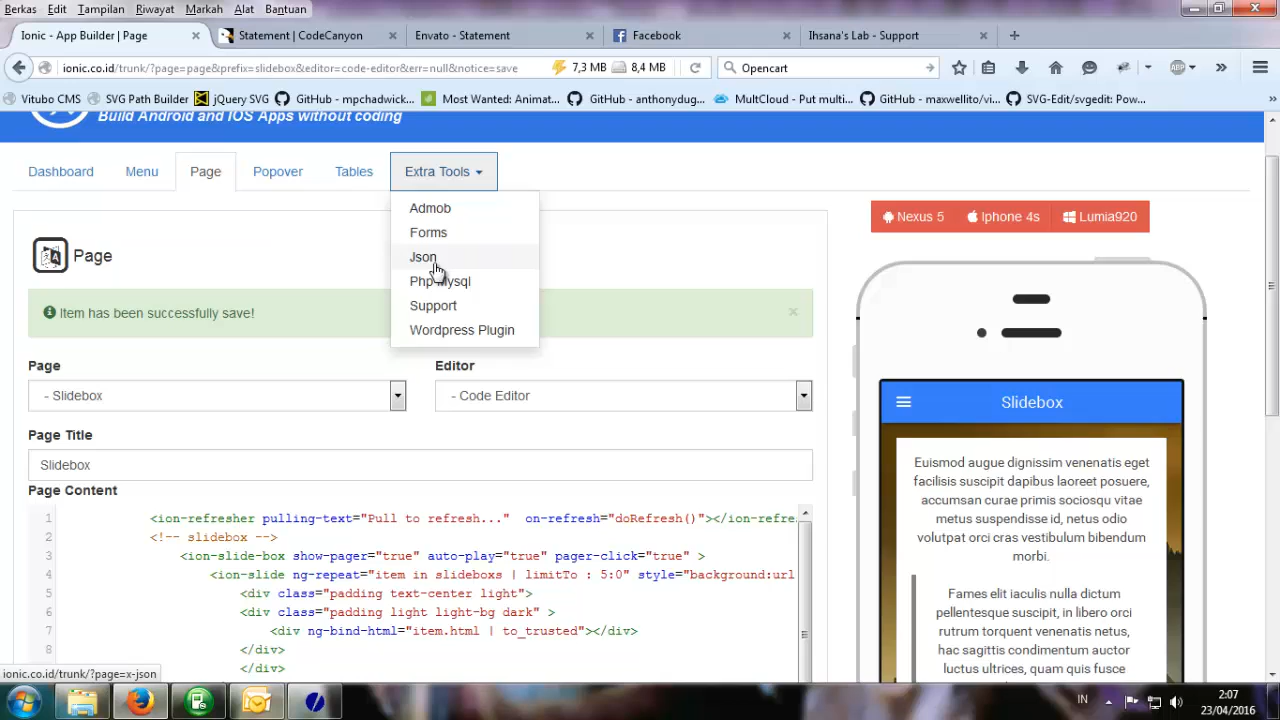 Berkas Edit Tampilan Riwayat Markah Alat Bantuan
Ionic - App Builder | Page
Statement | CodeCanyon
Envato - Statement
Facebook
Ihsana's Lab - Support
ionic.co.id/trunk/?page=page&prefix=slidebox&editor=code-editor&err=null&notice=save
7,3 MB
8,4 MB
Opencart
ABP
Vitubo CMS
SVG Path Builder
jQuery SVG
GitHub - mpchadwick...
Most Wanted: Animat...
GitHub - anthonydug...
MultCloud - Put multi...
GitHub - maxwellito/vi...
SVG-Edit/svgedit: Pow...
Build Android and IOS Apps without coding
Dashboard
Menu
Page
Popover
Tables
Extra Tools
Admob
Forms
Json
Php Mysql
Support
Wordpress Plugin
Nexus 5
Iphone 4s
Lumia920
Page
Item has been successfully save!
×
Page
Editor
- Slidebox
- Code Editor
Page Title
Slidebox
Page Content
1 <ion-refresher pulling-text="Pull to refresh..." on-refresh="doRefresh()"></ion-refre
2 <!-- slidebox -->
3 <ion-slide-box show-pager="true" auto-play="true" pager-click="true" >
4 <ion-slide ng-repeat="item in slideboxs | limitTo : 5:0" style="background:url
5 <div class="padding text-center light">
6 <div class="padding light light-bg dark" >
7 <div ng-bind-html="item.html | to_trusted"></div>
8 </div>
</div>
Slidebox
Euismod augue dignissim venenatis eget
facilisis suscipit dapibus laoreet posuere,
accumsan curae primis sociosqu vitae
metus suspendisse id, netus odio
volutpat orci cras vestibulum bibendum
morbi.
Fames elit iaculis nulla dictum
pellentesque suscipit, in libero orci
rutrum torquent venenatis netus,
hac sagittis condimentum auctor
luctus ultrices, quam quis fusce
ionic.co.id/trunk/?page=x-json
IN
2:07
23/04/2016